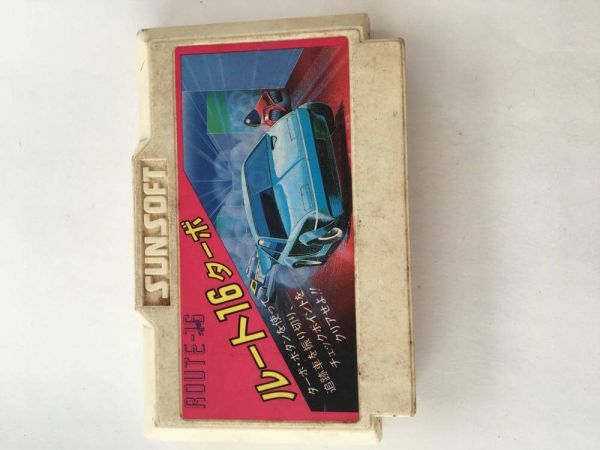 SUNSOFT
ROUTE-16
ルート16ターボ
ターボ・ボタンを使って
追跡車を振り切り、
チェックポイントを
クリアせよ!!